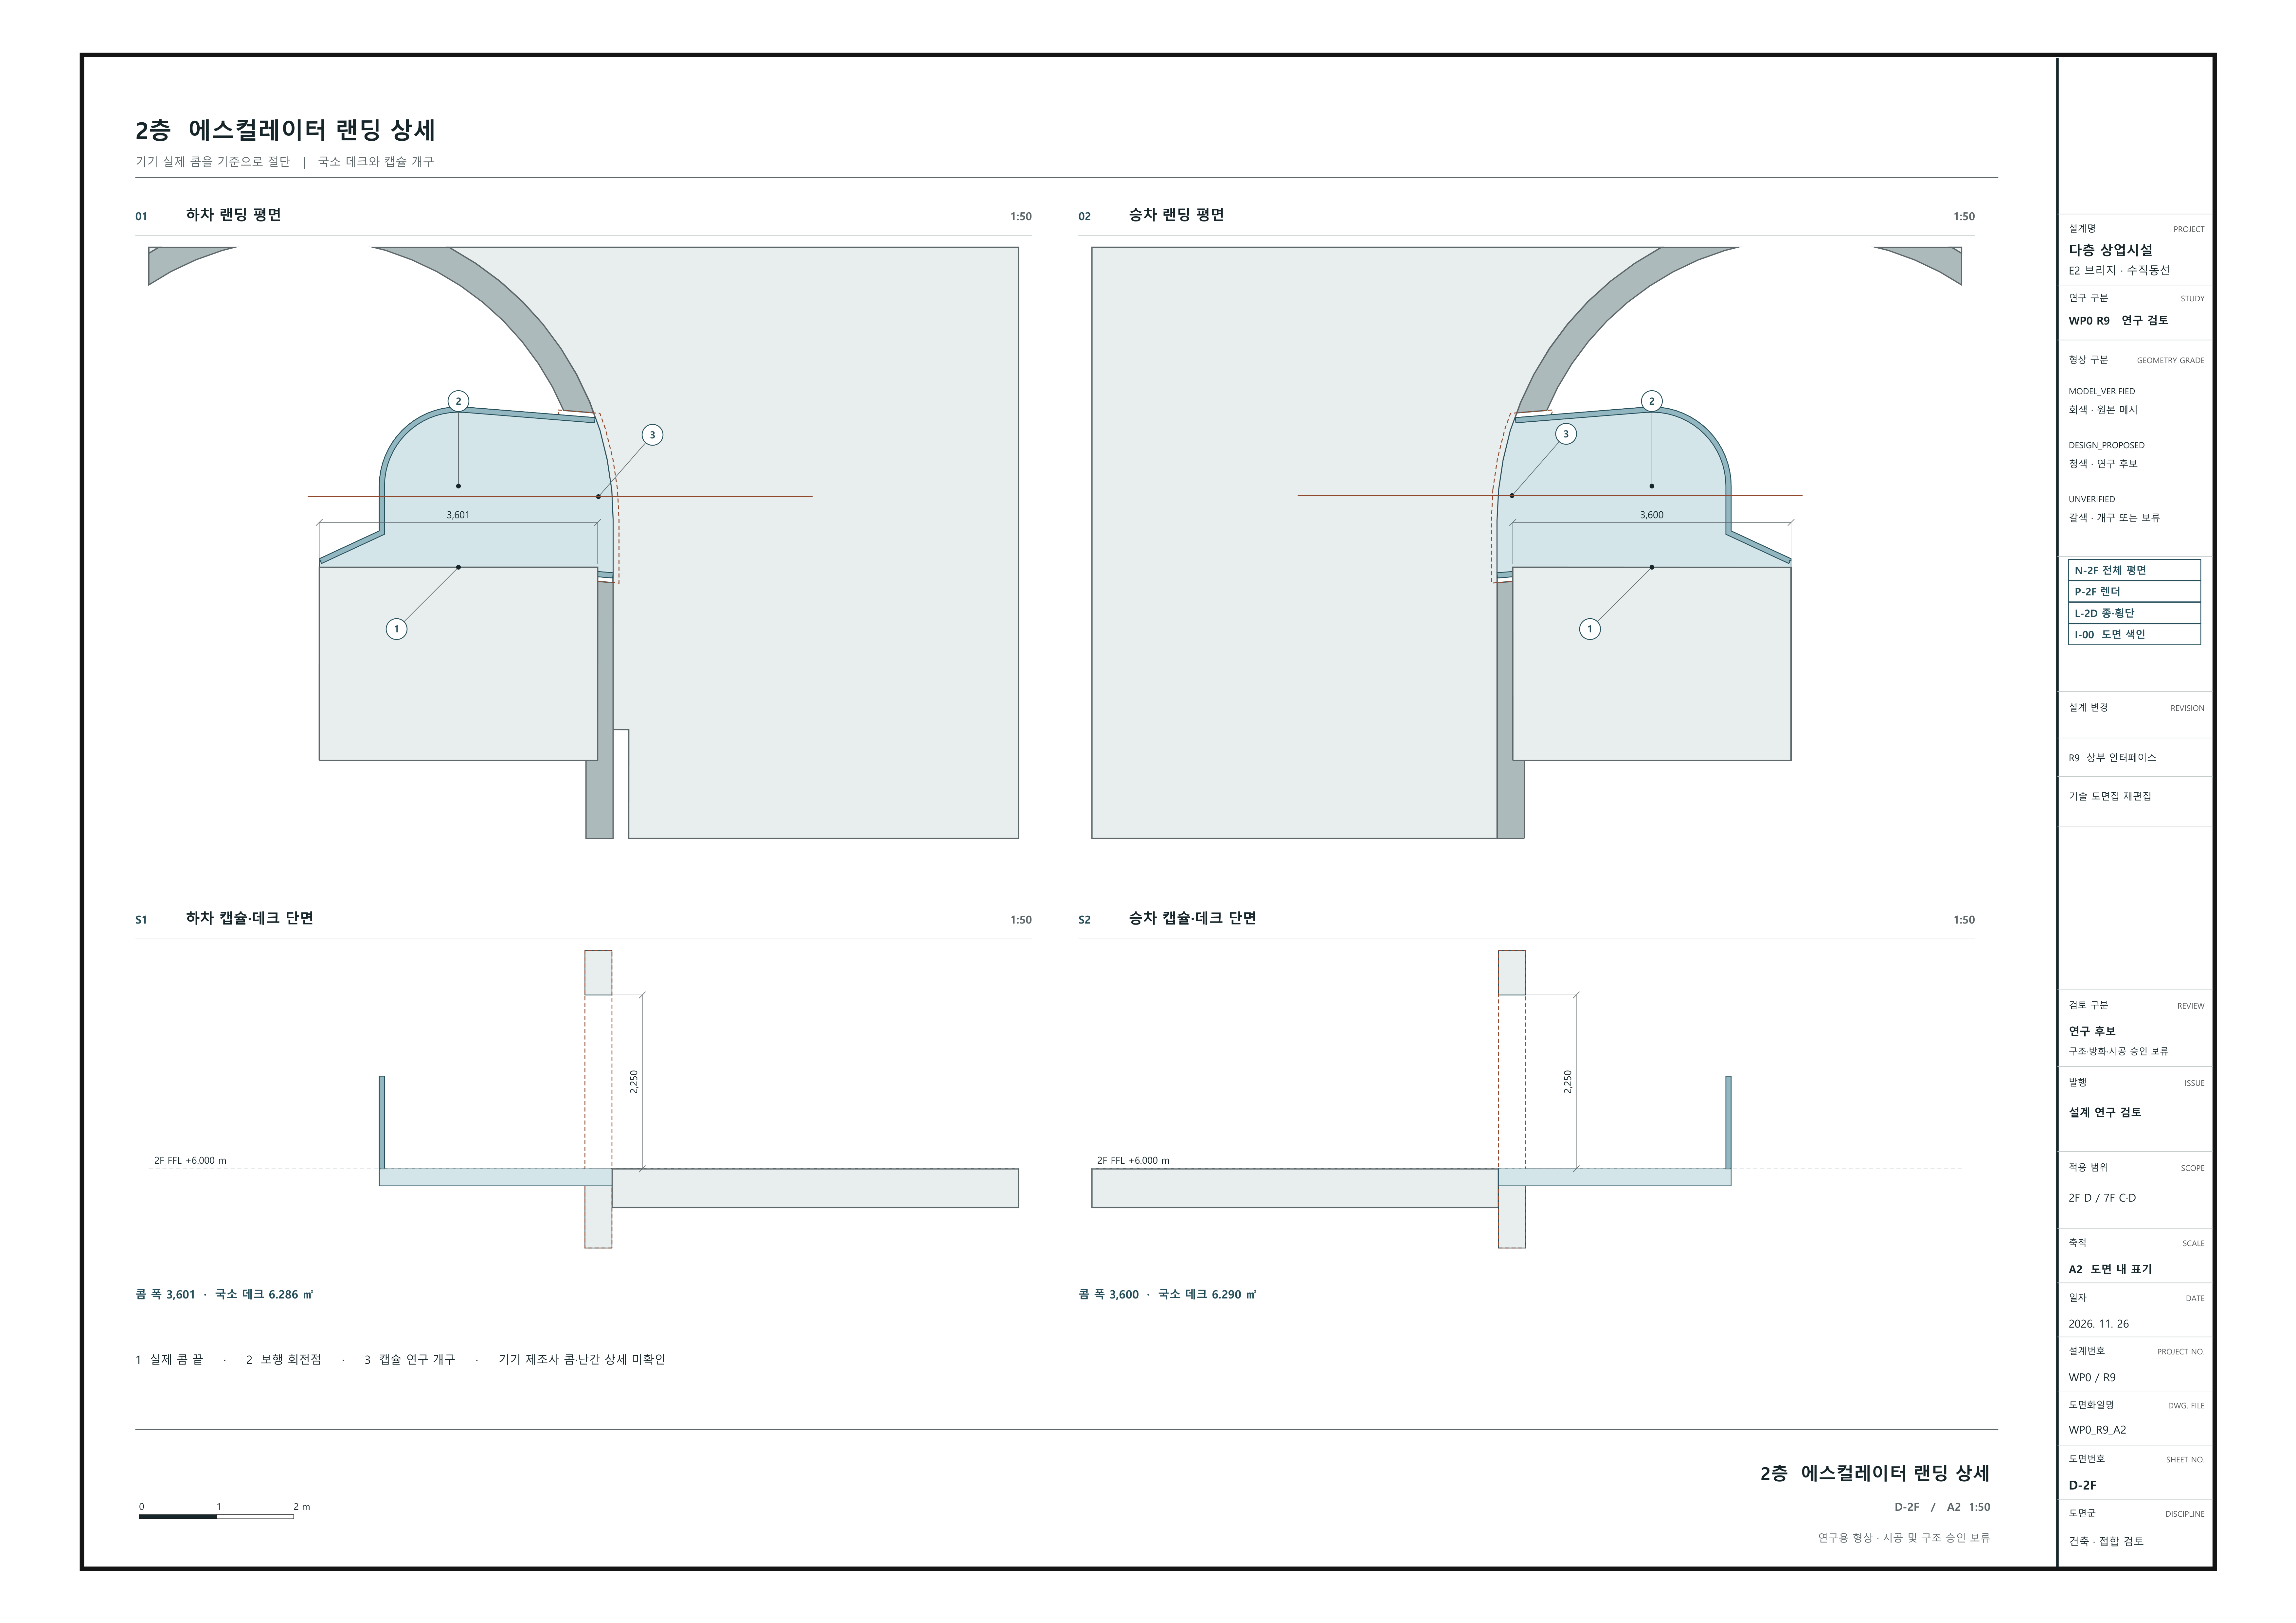 2층 에스컬레이터 랜딩 상세
기기 실제 콤을 기준으로 절단 | 국소 데크와 캡슐 개구
01 하차 랜딩 평면 1:50
2
3
3,601
1
02 승차 랜딩 평면 1:50
2
3
3,600
1
S1 하차 캡슐·데크 단면 1:50
2,250
2F FFL +6.000 m
S2 승차 캡슐·데크 단면 1:50
2,250
2F FFL +6.000 m
콤 폭 3,601 · 국소 데크 6.286 ㎡
콤 폭 3,600 · 국소 데크 6.290 ㎡
1 실제 콤 끝 · 2 보행 회전점 · 3 캡슐 연구 개구 · 기기 제조사 콤·난간 상세 미확인
0 1 2 m
2층 에스컬레이터 랜딩 상세
D-2F / A2 1:50
연구용 형상 · 시공 및 구조 승인 보류
설계명 PROJECT
다층 상업시설
E2 브리지 · 수직동선
연구 구분 STUDY
WP0 R9 연구 검토
형상 구분 GEOMETRY GRADE
MODEL_VERIFIED
회색 · 원본 메시
DESIGN_PROPOSED
청색 · 연구 후보
UNVERIFIED
갈색 · 개구 또는 보류
N-2F 전체 평면
P-2F 렌더
L-2D 종·횡단
I-00 도면 색인
설계 변경 REVISION
R9 상부 인터페이스
기술 도면집 재편집
검토 구분 REVIEW
연구 후보
구조·방화·시공 승인 보류
발행 ISSUE
설계 연구 검토
적용 범위 SCOPE
2F D / 7F C·D
축척 SCALE
A2 도면 내 표기
일자 DATE
2026. 11. 26
설계번호 PROJECT NO.
WP0 / R9
도면화일명 DWG. FILE
WP0_R9_A2
도면번호 SHEET NO.
D-2F
도면군 DISCIPLINE
건축 · 접합 검토